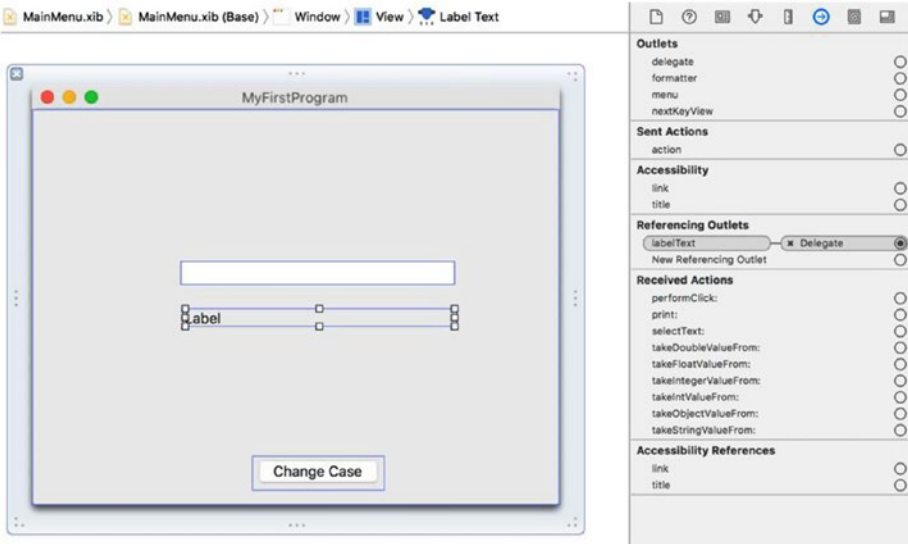 MainMenu.xib MainMenu.xib (Base) Window View Label Text
MyFirstProgram
Label
Change Case
Outlets
delegate
formatter
menu
nextKeyView
Sent Actions
action
Accessibility
link
title
Referencing Outlets
labelText Delegate
New Referencing Outlet
Received Actions
performClick:
print:
selectText:
takeDoubleValueFrom:
takeFloatValueFrom:
takeIntegerValueFrom:
takeIntValueFrom:
takeObjectValueFrom:
takeStringValueFrom:
Accessibility References
link
title